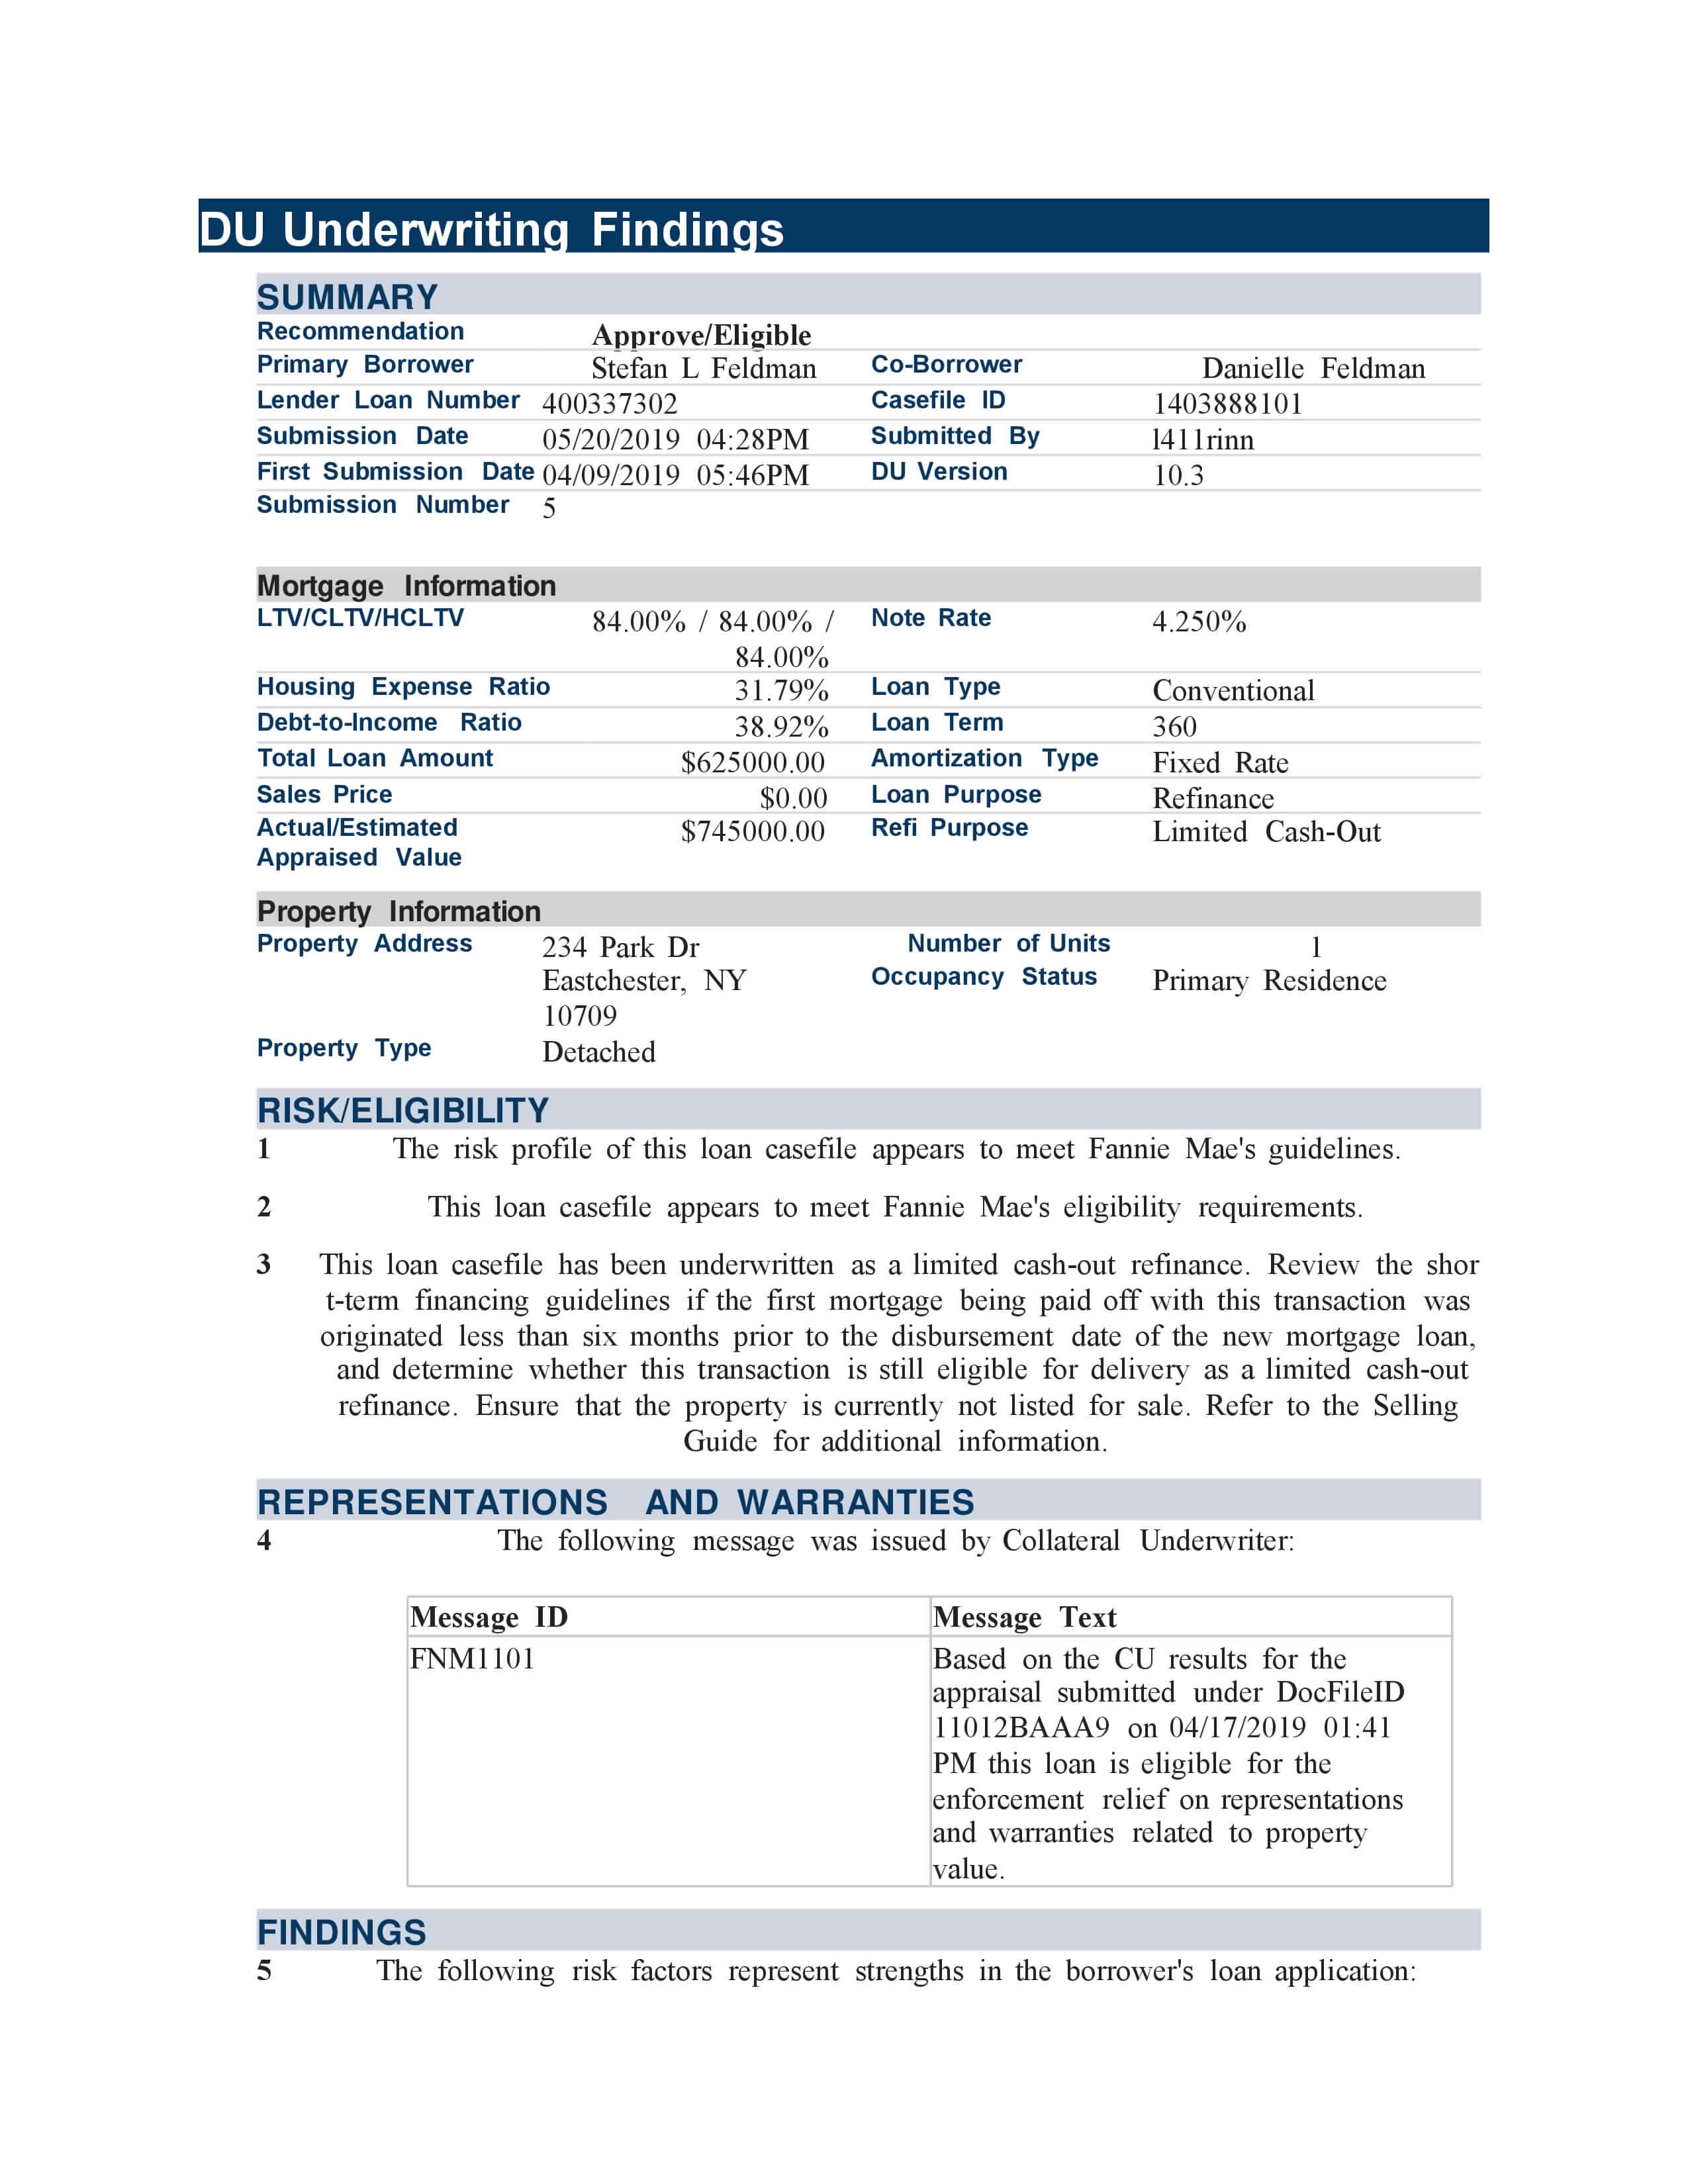 DU Underwriting Findings
SUMMARY
Recommendation Approve/Eligible
Primary Borrower Stefan L Feldman Co-Borrower Danielle Feldman
Lender Loan Number 400337302 Casefile ID 1403888101
Submission Date 05/20/2019 04:28PM Submitted By l411rinn
First Submission Date 04/09/2019 05:46PM DU Version 10.3
Submission Number 5
Mortgage Information
LTV/CLTV/HCLTV 84.00% / 84.00% / Note Rate 4.250%
84.00%
Housing Expense Ratio 31.79% Loan Type Conventional
Debt-to-Income Ratio 38.92% Loan Term 360
Total Loan Amount $625000.00 Amortization Type Fixed Rate
Sales Price $0.00 Loan Purpose Refinance
Actual/Estimated $745000.00 Refi Purpose Limited Cash-Out
Appraised Value
Property Information
Property Address 234 Park Dr Number of Units 1
Eastchester, NY Occupancy Status Primary Residence
10709
Property Type Detached
RISK/ELIGIBILITY
1 The risk profile of this loan casefile appears to meet Fannie Mae's guidelines.
2 This loan casefile appears to meet Fannie Mae's eligibility requirements.
3 This loan casefile has been underwritten as a limited cash-out refinance. Review the shor
t-term financing guidelines if the first mortgage being paid off with this transaction was
originated less than six months prior to the disbursement date of the new mortgage loan,
and determine whether this transaction is still eligible for delivery as a limited cash-out
refinance. Ensure that the property is currently not listed for sale. Refer to the Selling
Guide for additional information.
REPRESENTATIONS AND WARRANTIES
4 The following message was issued by Collateral Underwriter:
Message ID Message Text
FNM1101 Based on the CU results for the
appraisal submitted under DocFileID
11012BAAA9 on 04/17/2019 01:41
PM this loan is eligible for the
enforcement relief on representations
and warranties related to property
value.
FINDINGS
5 The following risk factors represent strengths in the borrower's loan application: